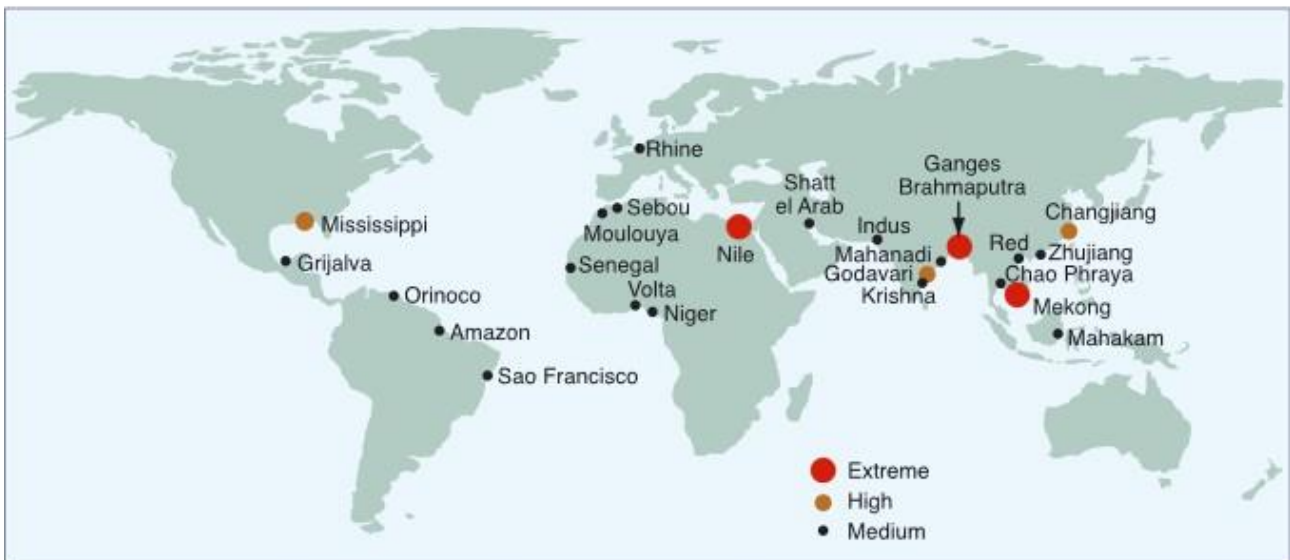 Rhine
Ganges
Brahmaputra
Shatt
el Arab
Sebou
Moulouya
Mississippi
Changjiang
Indus
Nile
Red
Zhujiang
Mahanadi
Grijalva
Senegal
Godavari
Chao Phraya
Krishna
Orinoco
Volta
Niger
Mekong
Amazon
Mahakam
Sao Francisco
Extreme
High
Medium